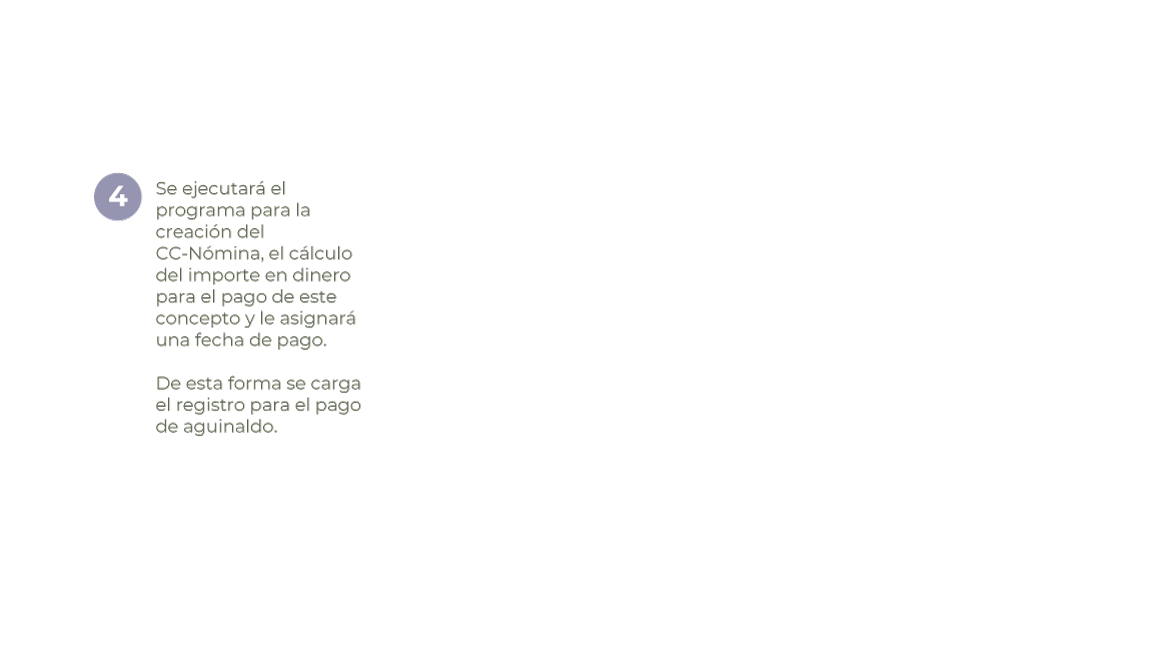 4
Se ejecutará el
programa para la
creación del
CC-Nómina, el cálculo
del importe en dinero
para el pago de este
concepto y le asignará
una fecha de pago.
De esta forma se carga
el registro para el pago
de aguinaldo.